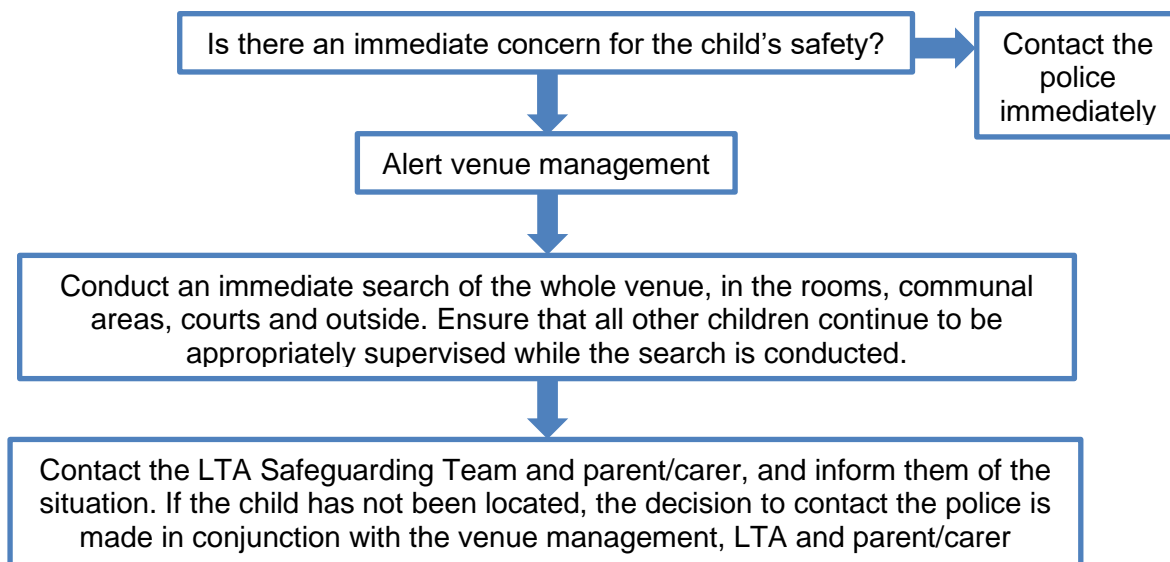 Is there an immediate concern for the child’s safety?
Contact the
police
immediately
Alert venue management
Conduct an immediate search of the whole venue, in the rooms, communal
areas, courts and outside. Ensure that all other children continue to be
appropriately supervised while the search is conducted.
Contact the LTA Safeguarding Team and parent/carer, and inform them of the
situation. If the child has not been located, the decision to contact the police is
made in conjunction with the venue management, LTA and parent/carer